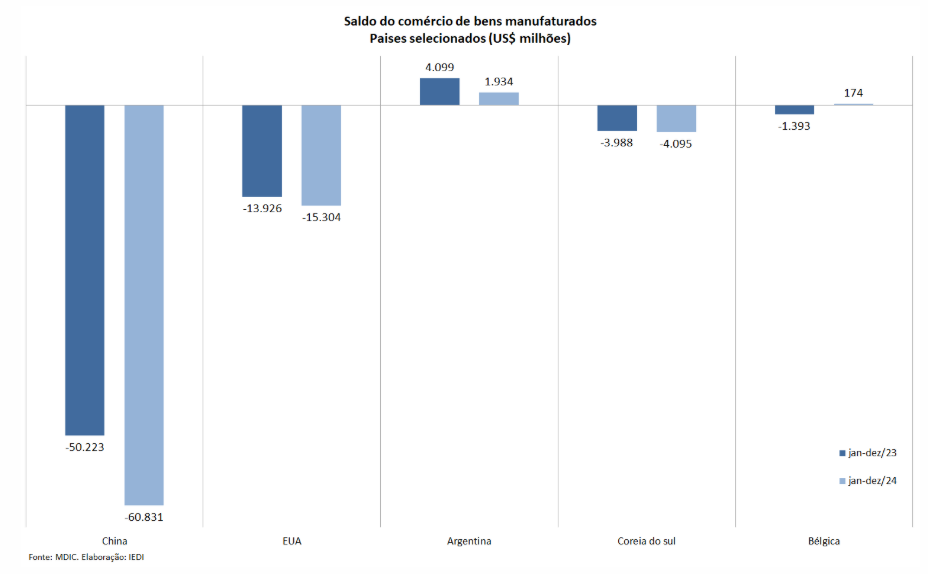 Saldo do comércio de bens manufaturados
Paises selecionados (US$ milhões)
4.099
1.934
174
-1.393
-3.988
-4.095
-13.926
-15.304
-50.223
-60.831
jan-dez/23
jan-dez/24
China
EUA
Argentina
Coreia do sul
Bélgica
Fonte: MDIC. Elaboração: IEDI